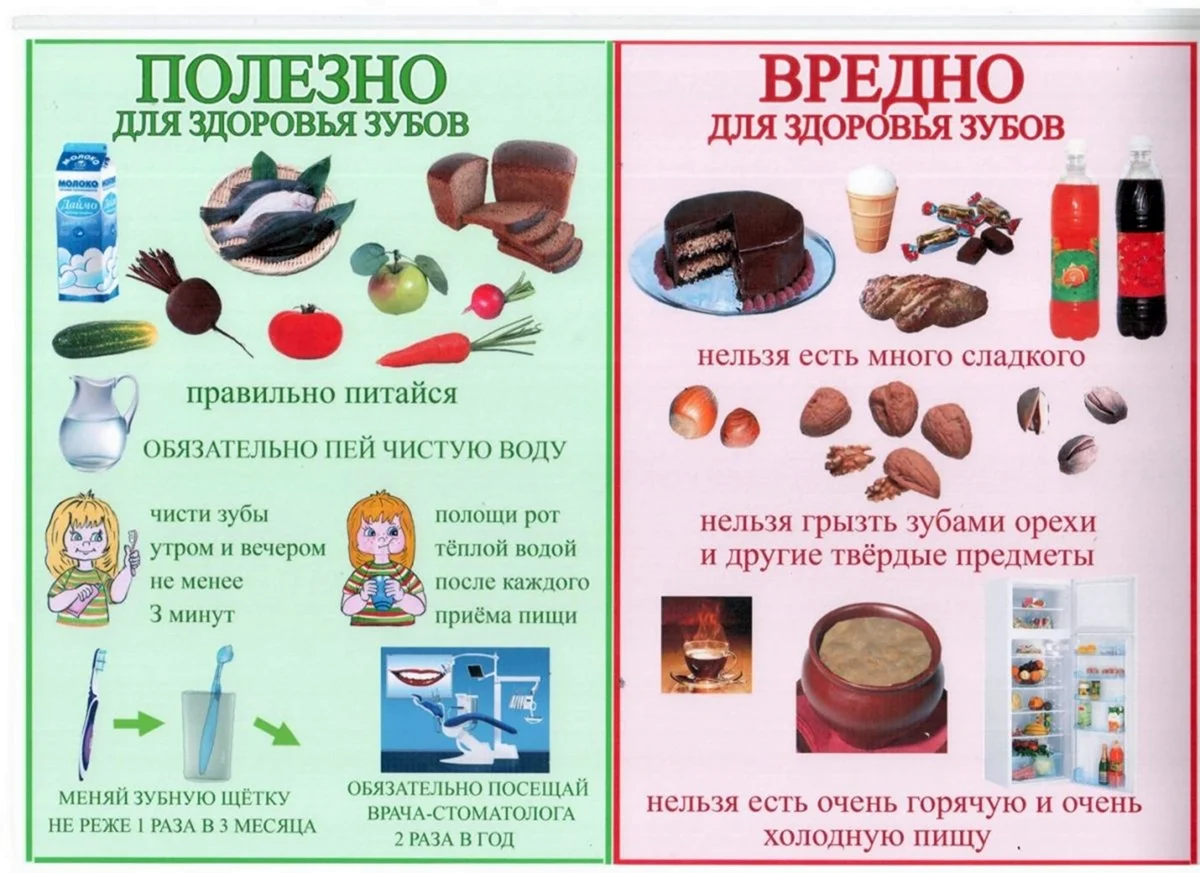 ПОЛЕЗНО
ДЛЯ ЗДОРОВЬЯ ЗУБОВ
МОЛОКО
МОЛОКО
правильно питайся
ОБЯЗАТЕЛЬНО ПЕЙ ЧИСТУЮ ВОДУ
чисти зубы
утром и вечером
не менее
3 минут
полощи рот
тёплой водой
после каждого
приёма пищи
МЕНЯЙ ЗУБНУЮ ЩЁТКУ
НЕ РЕЖЕ 1 РАЗА В 3 МЕСЯЦА
ОБЯЗАТЕЛЬНО ПОСЕЩАЙ
ВРАЧА-СТОМАТОЛОГА
2 РАЗА В ГОД
ВРЕДНО
ДЛЯ ЗДОРОВЬЯ ЗУБОВ
нельзя есть много сладкого
нельзя грызть зубами орехи
и другие твёрдые предметы
нельзя есть очень горячую и очень
холодную пищу